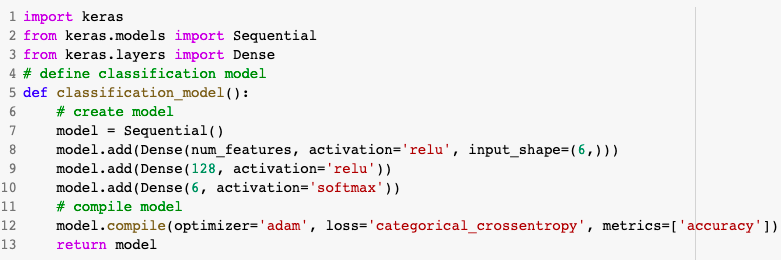 1 import keras
2 from keras.models import Sequential
3 from keras.layers import Dense
4 # define classification model
5 def classification_model():
6     # create model
7     model = Sequential()
8     model.add(Dense(num_features, activation='relu', input_shape=(6,)))
9     model.add(Dense(128, activation='relu'))
10     model.add(Dense(6, activation='softmax'))
11     # compile model
12     model.compile(optimizer='adam', loss='categorical_crossentropy', metrics=['accuracy'])
13     return model